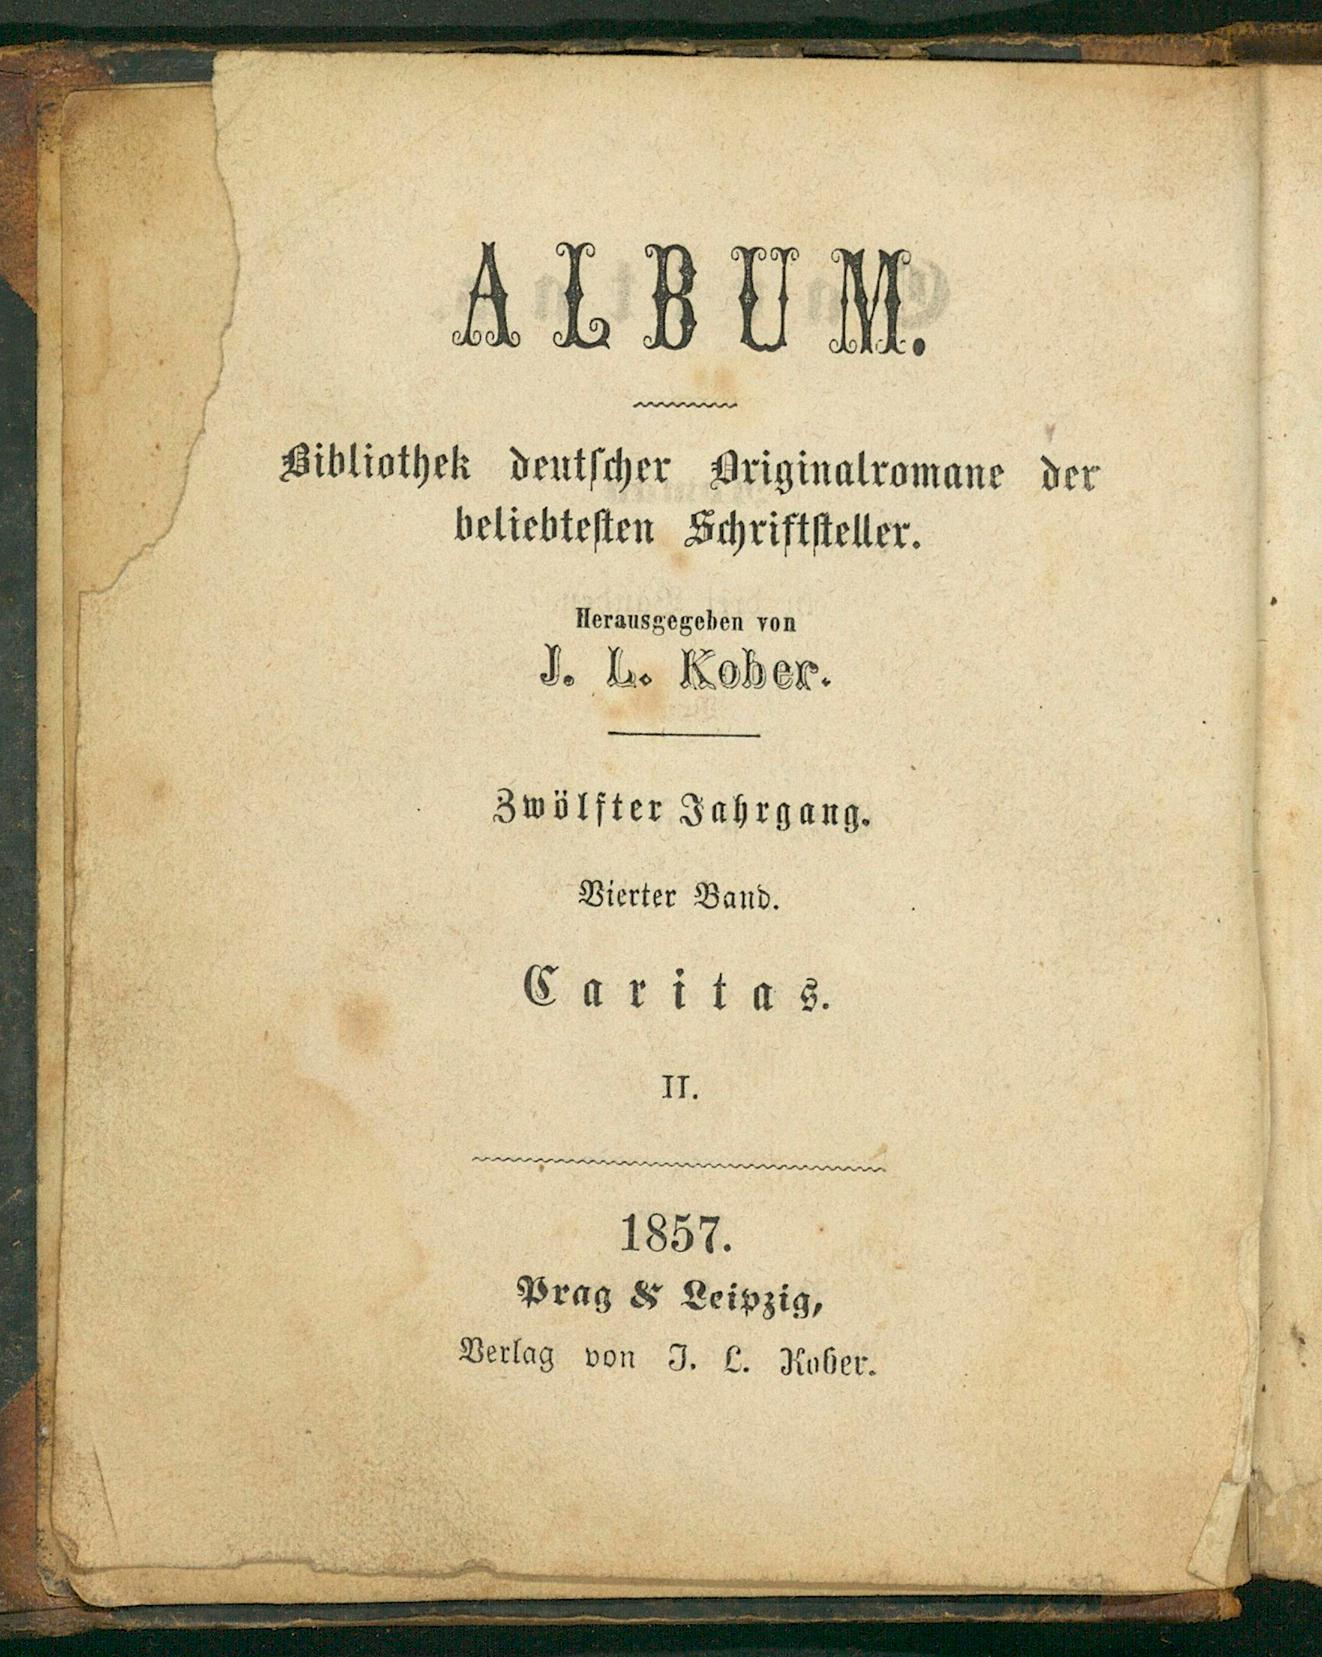 ALBUM.
Bibliothek deutscher Originalromane der
beliebtesten Schriftsteller.
Herausgegeben von
J. L. Kober.
Zwölfter Jahrgang.
Vierter Band.
Caritas.
II.
1857.
Prag & Leipzig,
Verlag von J. L. Kober.